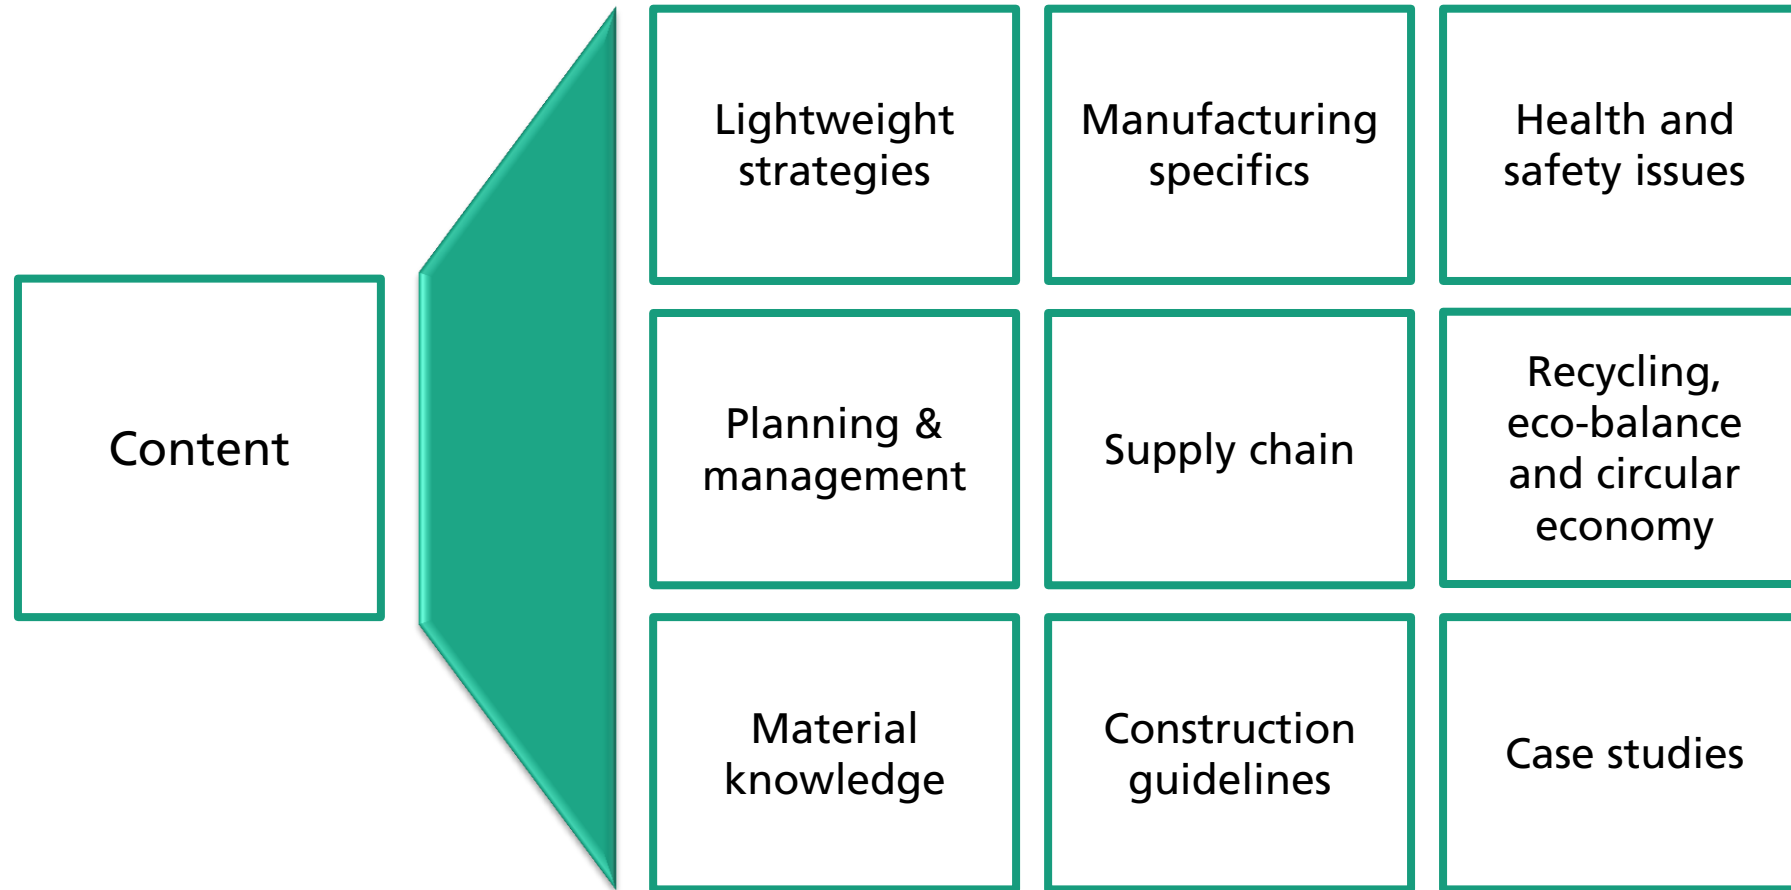 Content
Lightweight
strategies
Manufacturing
specifics
Health and
safety issues
Planning &
management
Supply chain
Recycling,
eco-balance
and circular
economy
Material
knowledge
Construction
guidelines
Case studies